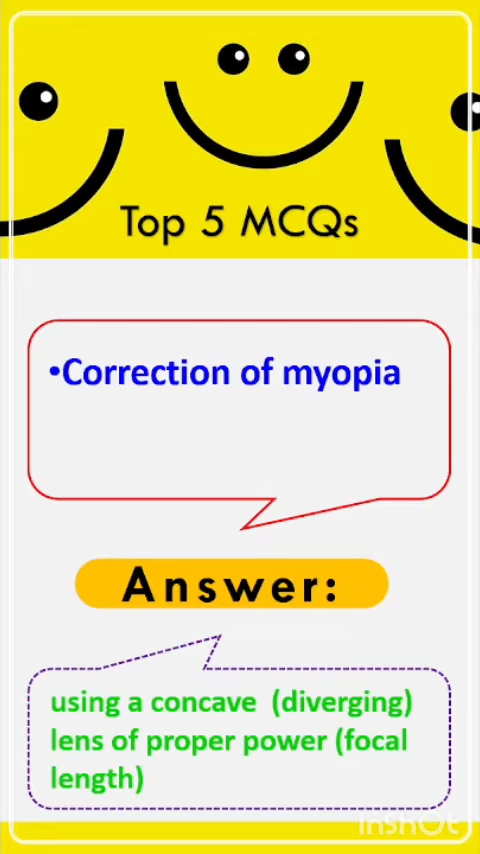 Top 5 MCQs
•Correction of myopia
Answer:
using a concave (diverging)
lens of proper power (focal
length)
InShOt